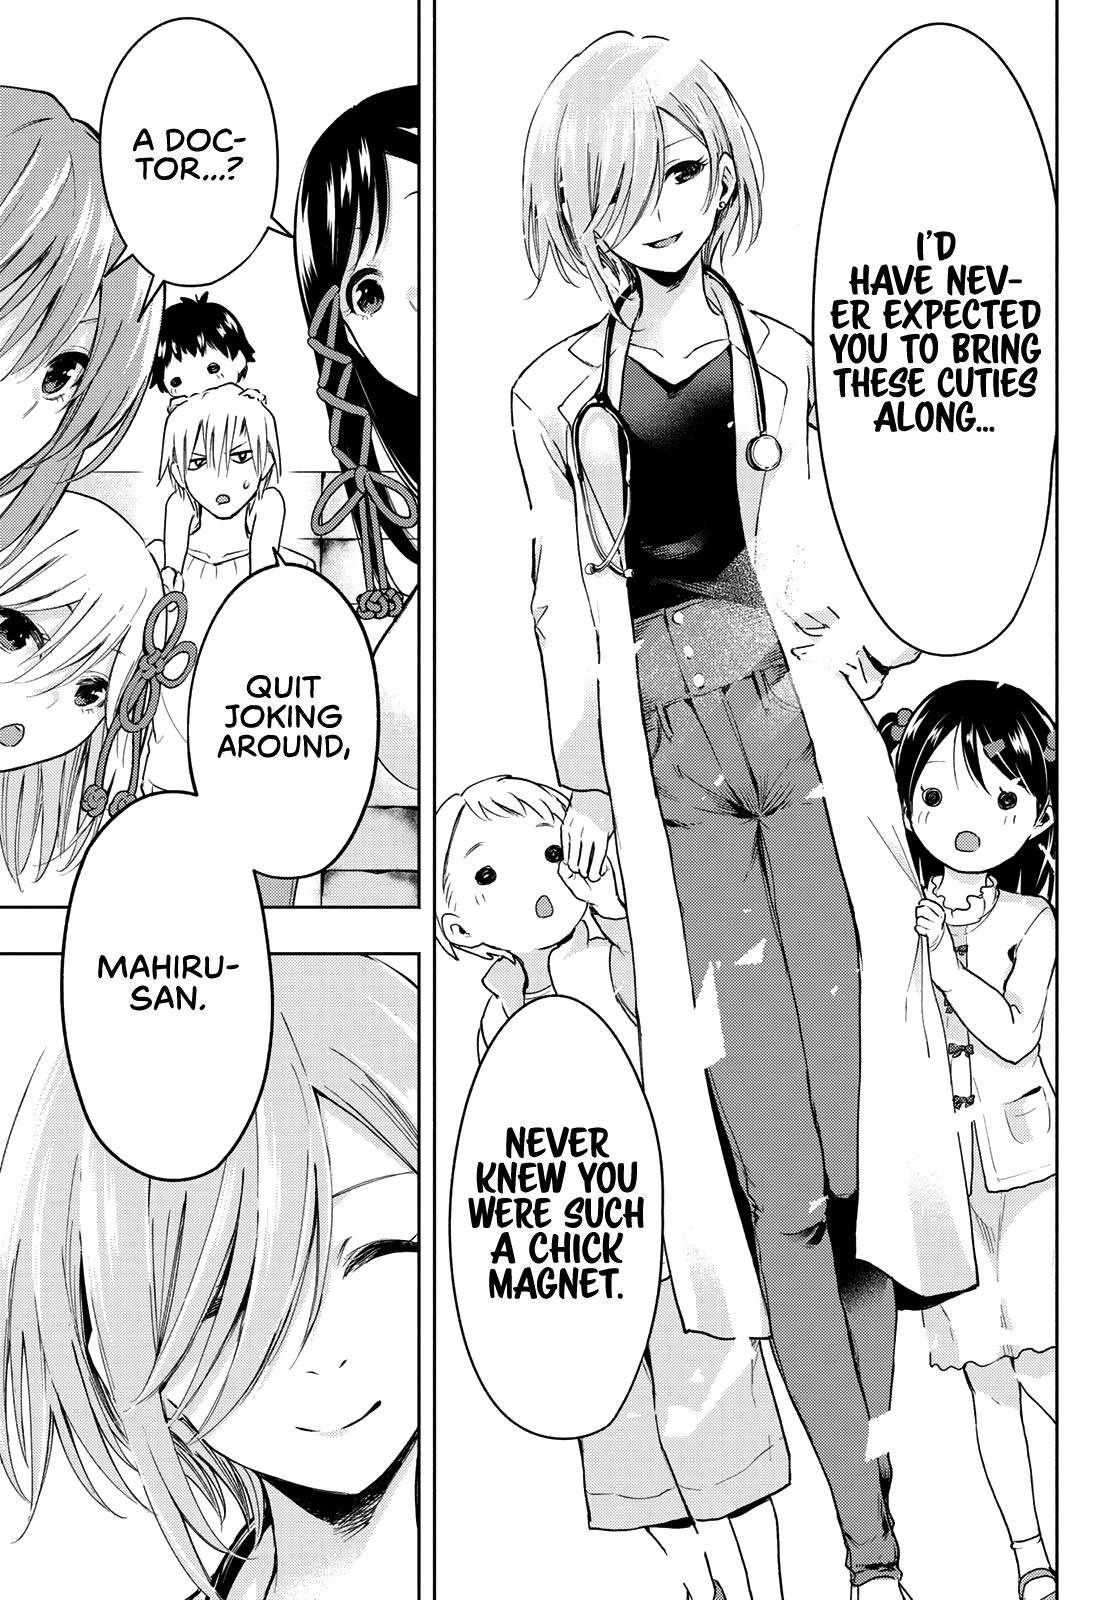 I'D
HAVE NEV-
ER EXPECTED
YOU TO BRING
THESE CUTIES
ALONG...
NEVER
KNEW YOU
WERE SUCH
A CHICK
MAGNET.
A DOC-
TOR...?
QUIT
JOKING
AROUND,
MAHIRU-
SAN.